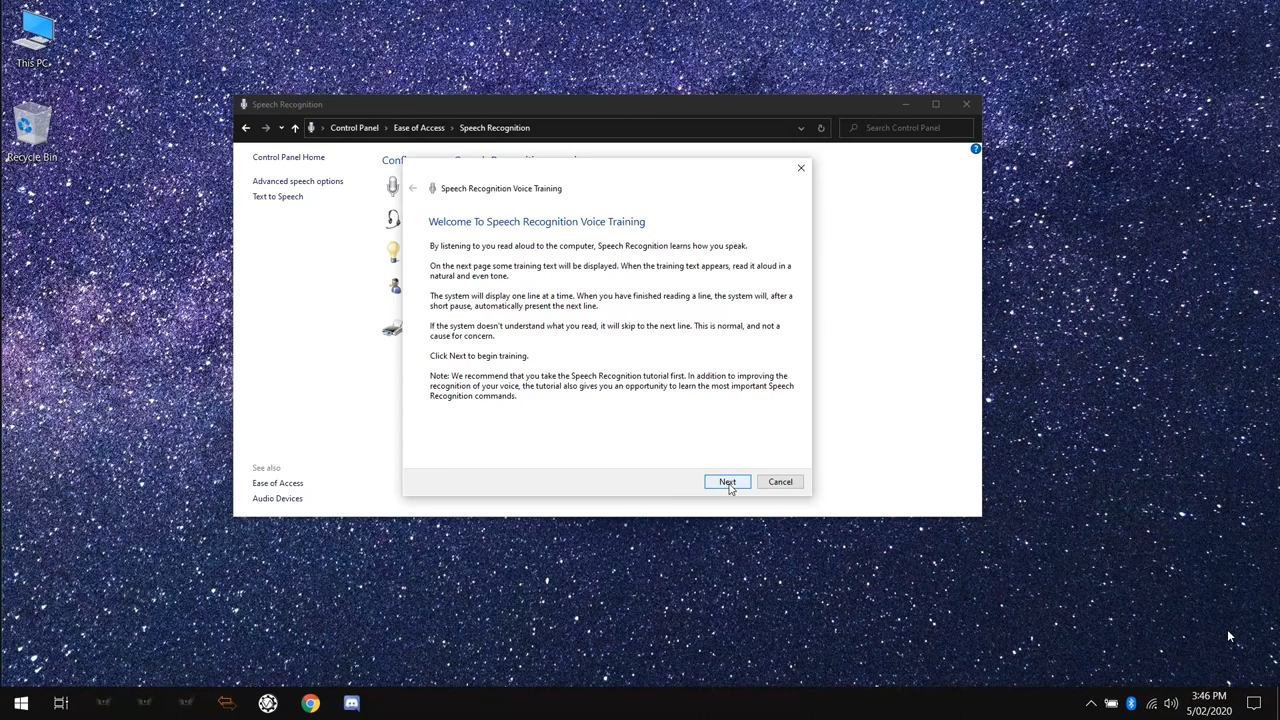 This PC
Recycle Bin
Speech Recognition
Control Panel
Ease of Access
Speech Recognition
Search Control Panel
Control Panel Home
Advanced speech options
Text to Speech
See also
Ease of Access
Audio Devices
Speech Recognition Voice Training
Welcome To Speech Recognition Voice Training
By listening to you read aloud to the computer, Speech Recognition learns how you speak.
On the next page some training text will be displayed. When the training text appears, read it aloud in a
natural and even tone.
The system will display one line at a time. When you have finished reading a line, the system will, after a
short pause, automatically present the next line.
If the system doesn't understand what you read, it will skip to the next line. This is normal, and not a
cause for concern.
Click Next to begin training.
Note: We recommend that you take the Speech Recognition tutorial first. In addition to improving the
recognition of your voice, the tutorial also gives you an opportunity to learn the most important Speech
Recognition commands.
Next
Cancel
3:46 PM
5/02/2020